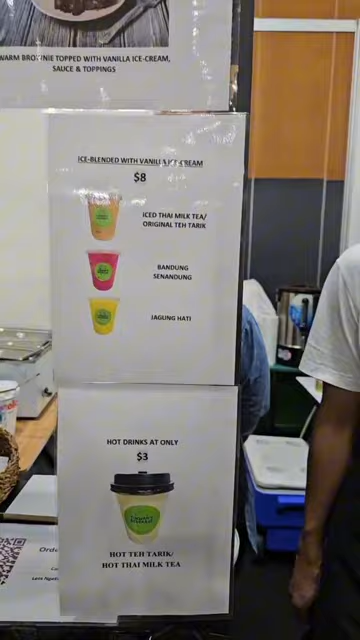 WARM BROWNIE TOPPED WITH VANILLA ICE-CREAM,
SAUCE & TOPPINGS
ICE-BLENDED WITH VANILLA ICE-CREAM
$8
ICED THAI MILK TEA/
ORIGINAL TEH TARIK
BANDUNG
SENANDUNG
JAGUNG HATI
HOT DRINKS AT ONLY
$3
HOT TEH TARIK/
HOT THAI MILK TEA